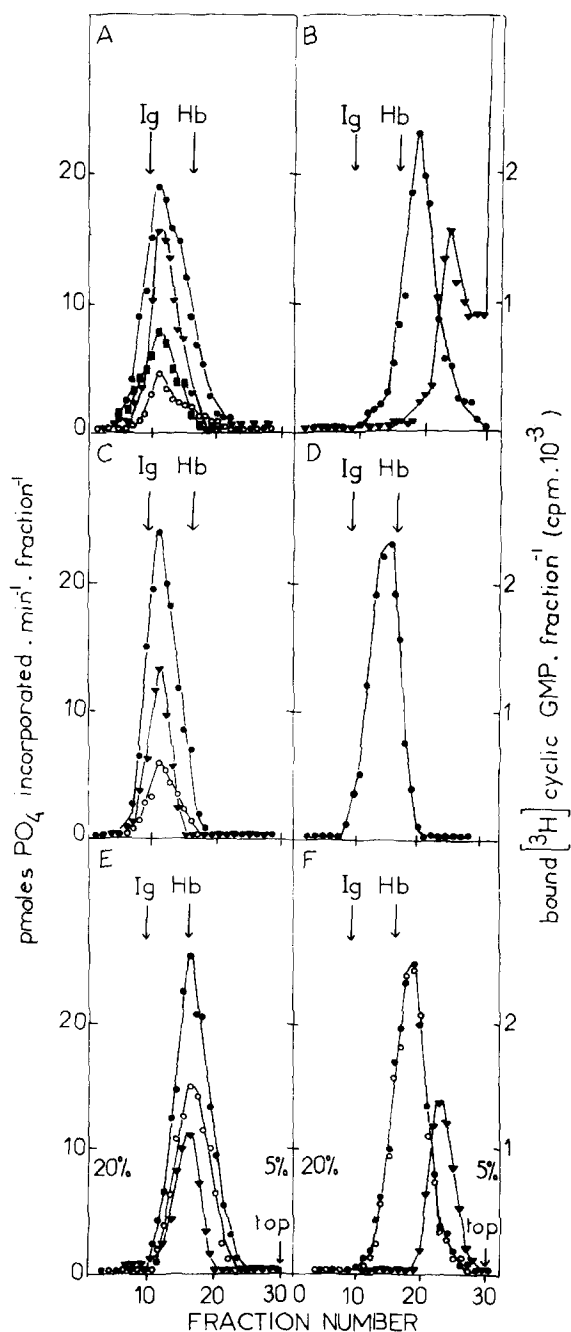 A
B
Ig Hb
Ig Hb
20
2
10
1
0
C
D
Ig Hb
Ig Hb
20
2
10
1
0
E
F
Ig Hb
Ig Hb
20
2
10
1
20% 5%
20% 5%
top
top
0
10 20 30 0 10 20 30
FRACTION NUMBER
pmoles PO₄ incorporated . min⁻¹. fraction⁻¹
bound [³H] cyclic GMP. fraction⁻¹ (cpm.10⁻³)